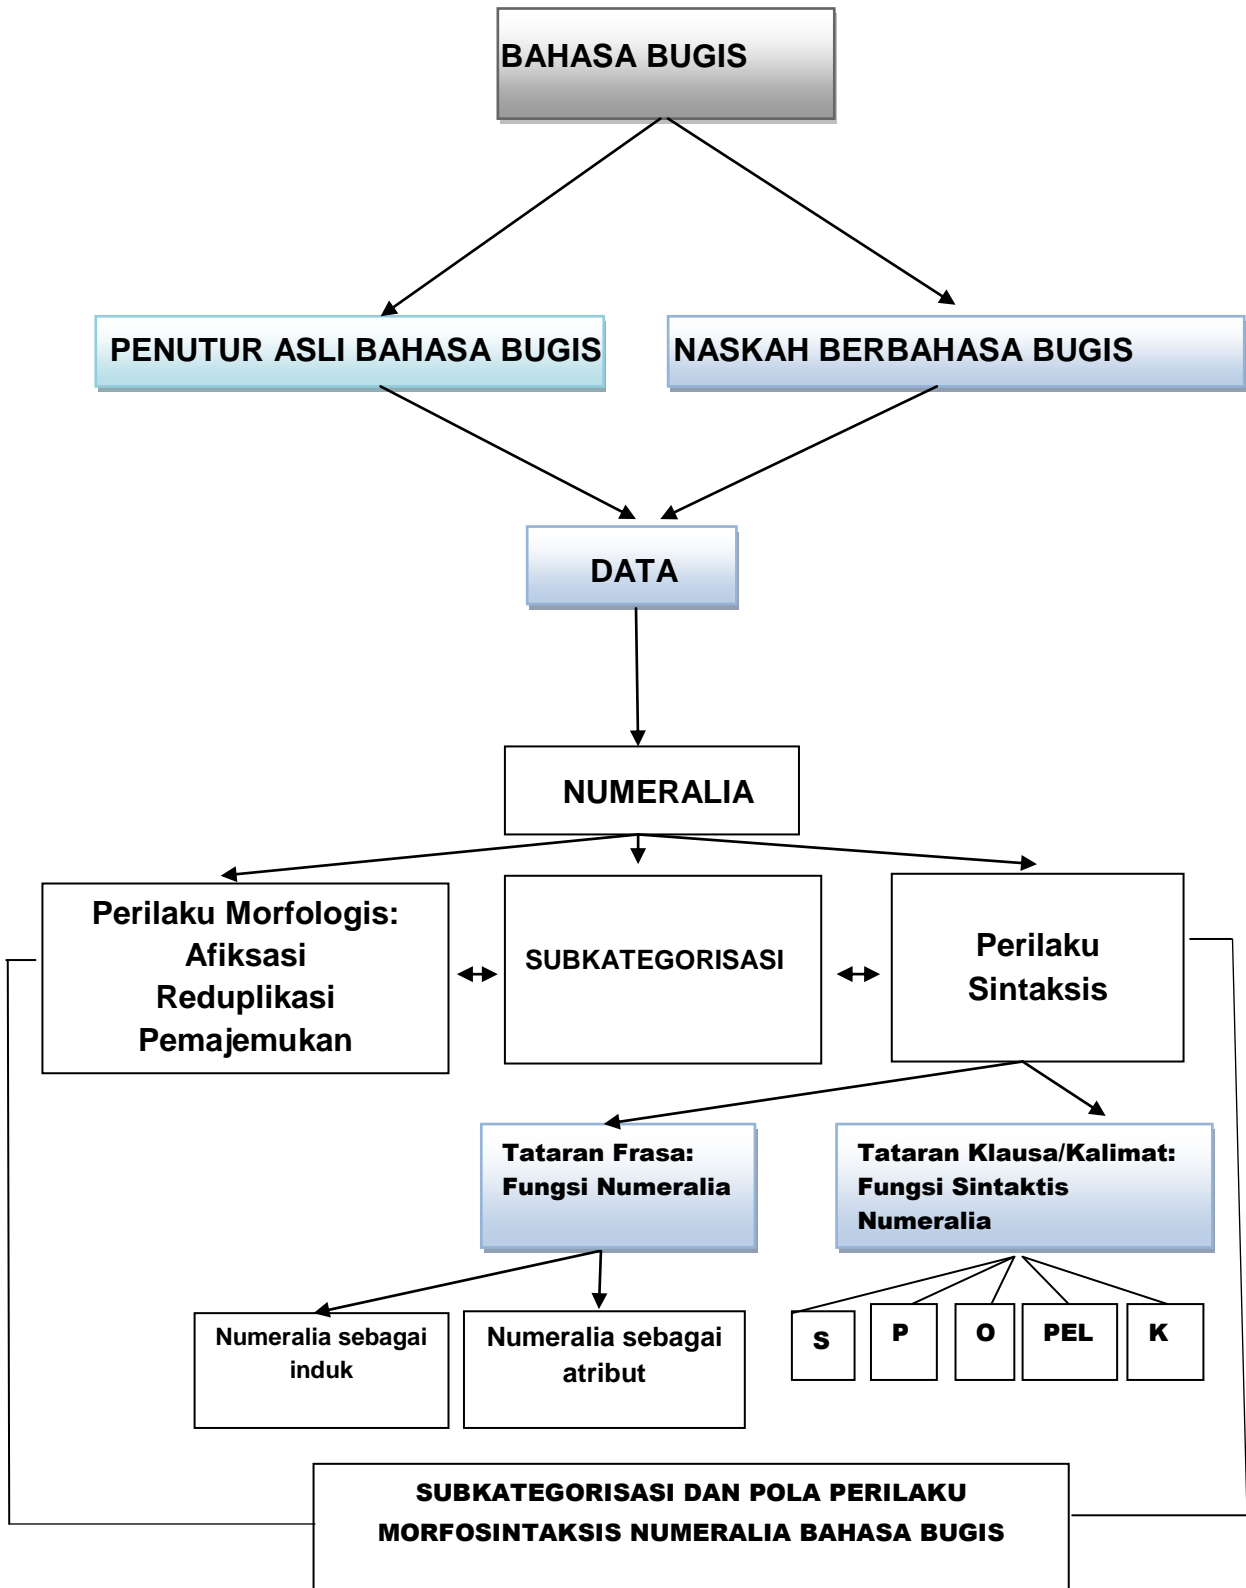 BAHASA BUGIS
PENUTUR ASLI BAHASA BUGIS
NASKAH BERBAHASA BUGIS
DATA
NUMERALIA
Perilaku Morfologis:
Afiksasi
Reduplikasi
Pemajemukan
SUBKATEGORISASI
Perilaku
Sintaksis
Tataran Frasa:
Fungsi Numeralia
Tataran Klausa/Kalimat:
Fungsi Sintaktis
Numeralia
Numeralia sebagai
induk
Numeralia sebagai
atribut
S
P
O
PEL
K
SUBKATEGORISASI DAN POLA PERILAKU
MORFOSINTAKSIS NUMERALIA BAHASA BUGIS